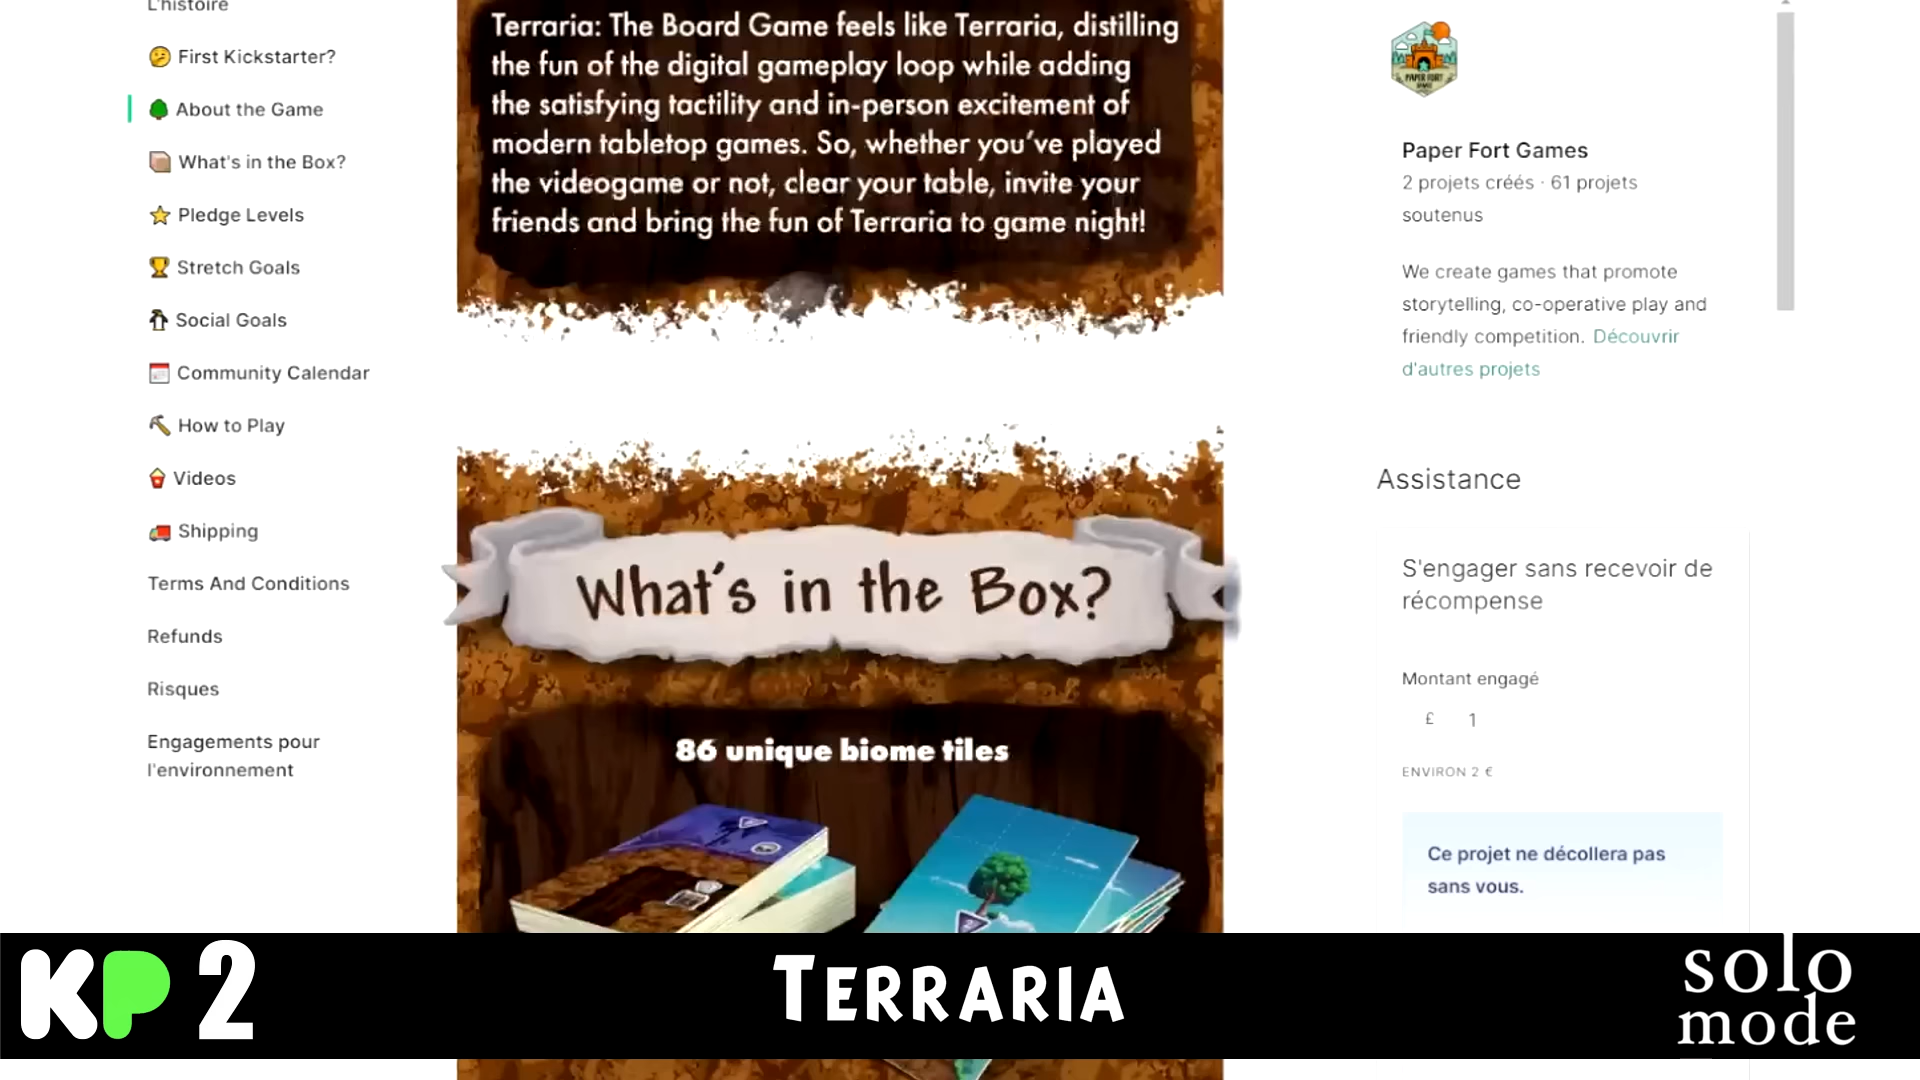 L'histoire
First Kickstarter?
About the Game
What's in the Box?
Pledge Levels
Stretch Goals
Social Goals
Community Calendar
How to Play
Videos
Shipping
Terms And Conditions
Refunds
Risques
Engagements pour
l'environnement
Terraria: The Board Game feels like Terraria, distilling
the fun of the digital gameplay loop while adding
the satisfying tactility and in-person excitement of
modern tabletop games. So, whether you've played
the videogame or not, clear your table, invite your
friends and bring the fun of Terraria to game night!
What's in the Box?
86 unique biome tiles
PAPER FORT
GAMES
Paper Fort Games
2 projets créés · 61 projets
soutenus
We create games that promote
storytelling, co-operative play and
friendly competition. Découvrir
d'autres projets
Assistance
S'engager sans recevoir de
récompense
Montant engagé
£ 1
ENVIRON 2 €
Ce projet ne décollera pas
sans vous.
KP 2
TERRARIA
solo
mode